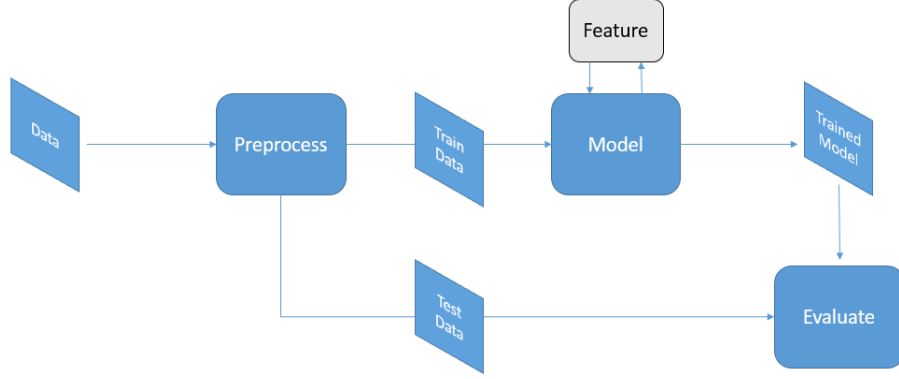 Feature
Data
Preprocess
Train
Data
Model
Trained
Model
Test
Data
Evaluate